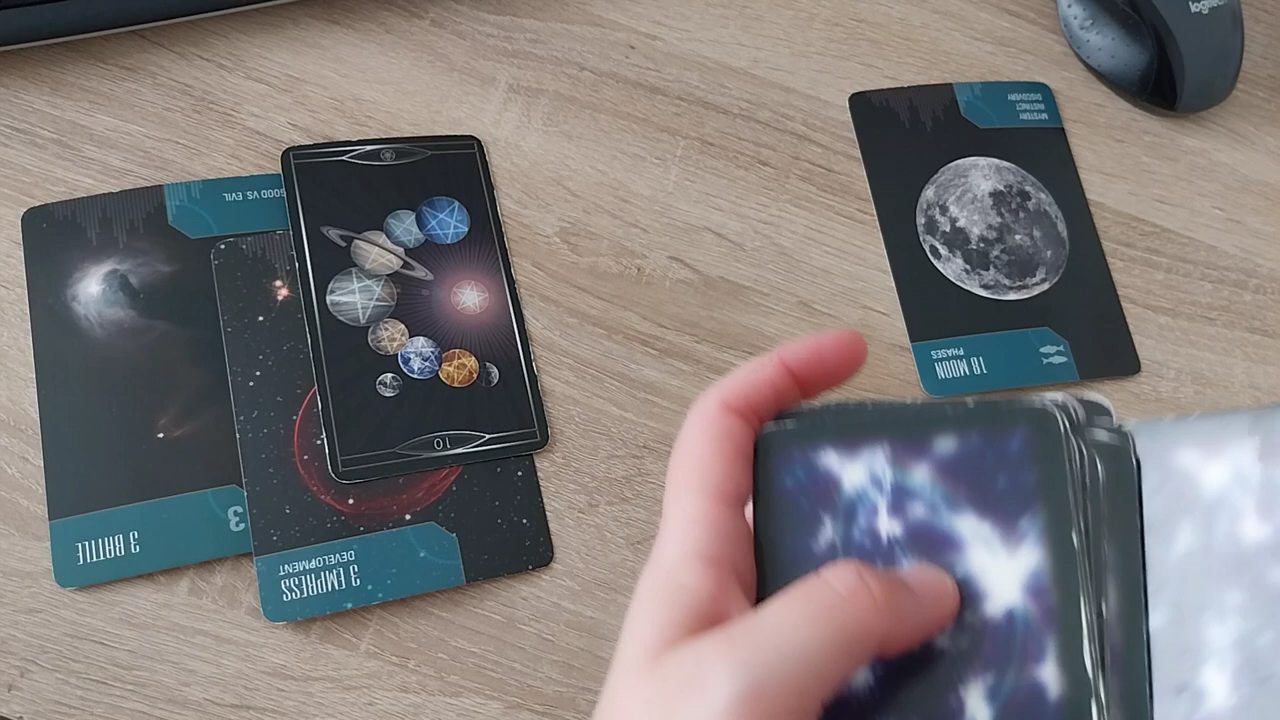 logitech
MYSTERY
INSTINCT
DISCOVERY
18 MOON
PHASES
GOOD VS. EVIL
3
3 BATTLE
10
3 EMPRESS
DEVELOPMENT